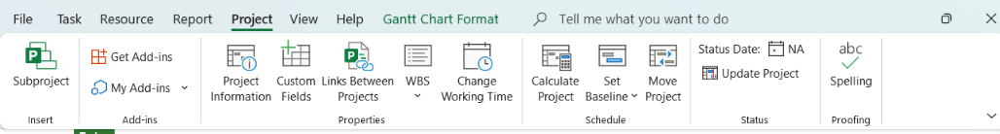 File Task Resource Report Project View Help Gantt Chart Format Tell me what you want to do
Subproject
Insert
Get Add-ins
My Add-ins
Add-ins
Project
Information
Custom
Fields
Links Between
Projects
WBS
Change
Working Time
Properties
Calculate
Project
Set
Baseline
Move
Project
Schedule
Status Date: NA
Update Project
Status
abc
Spelling
Proofing